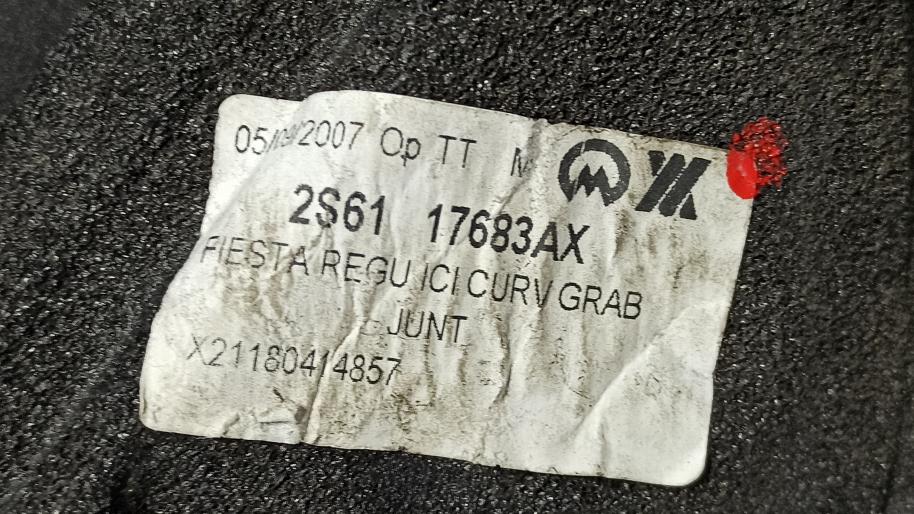 05/09/2007 Op TT M
2S61 17683AX
FIESTA REGU ICI CURV GRAB
JUNT
X21180414857